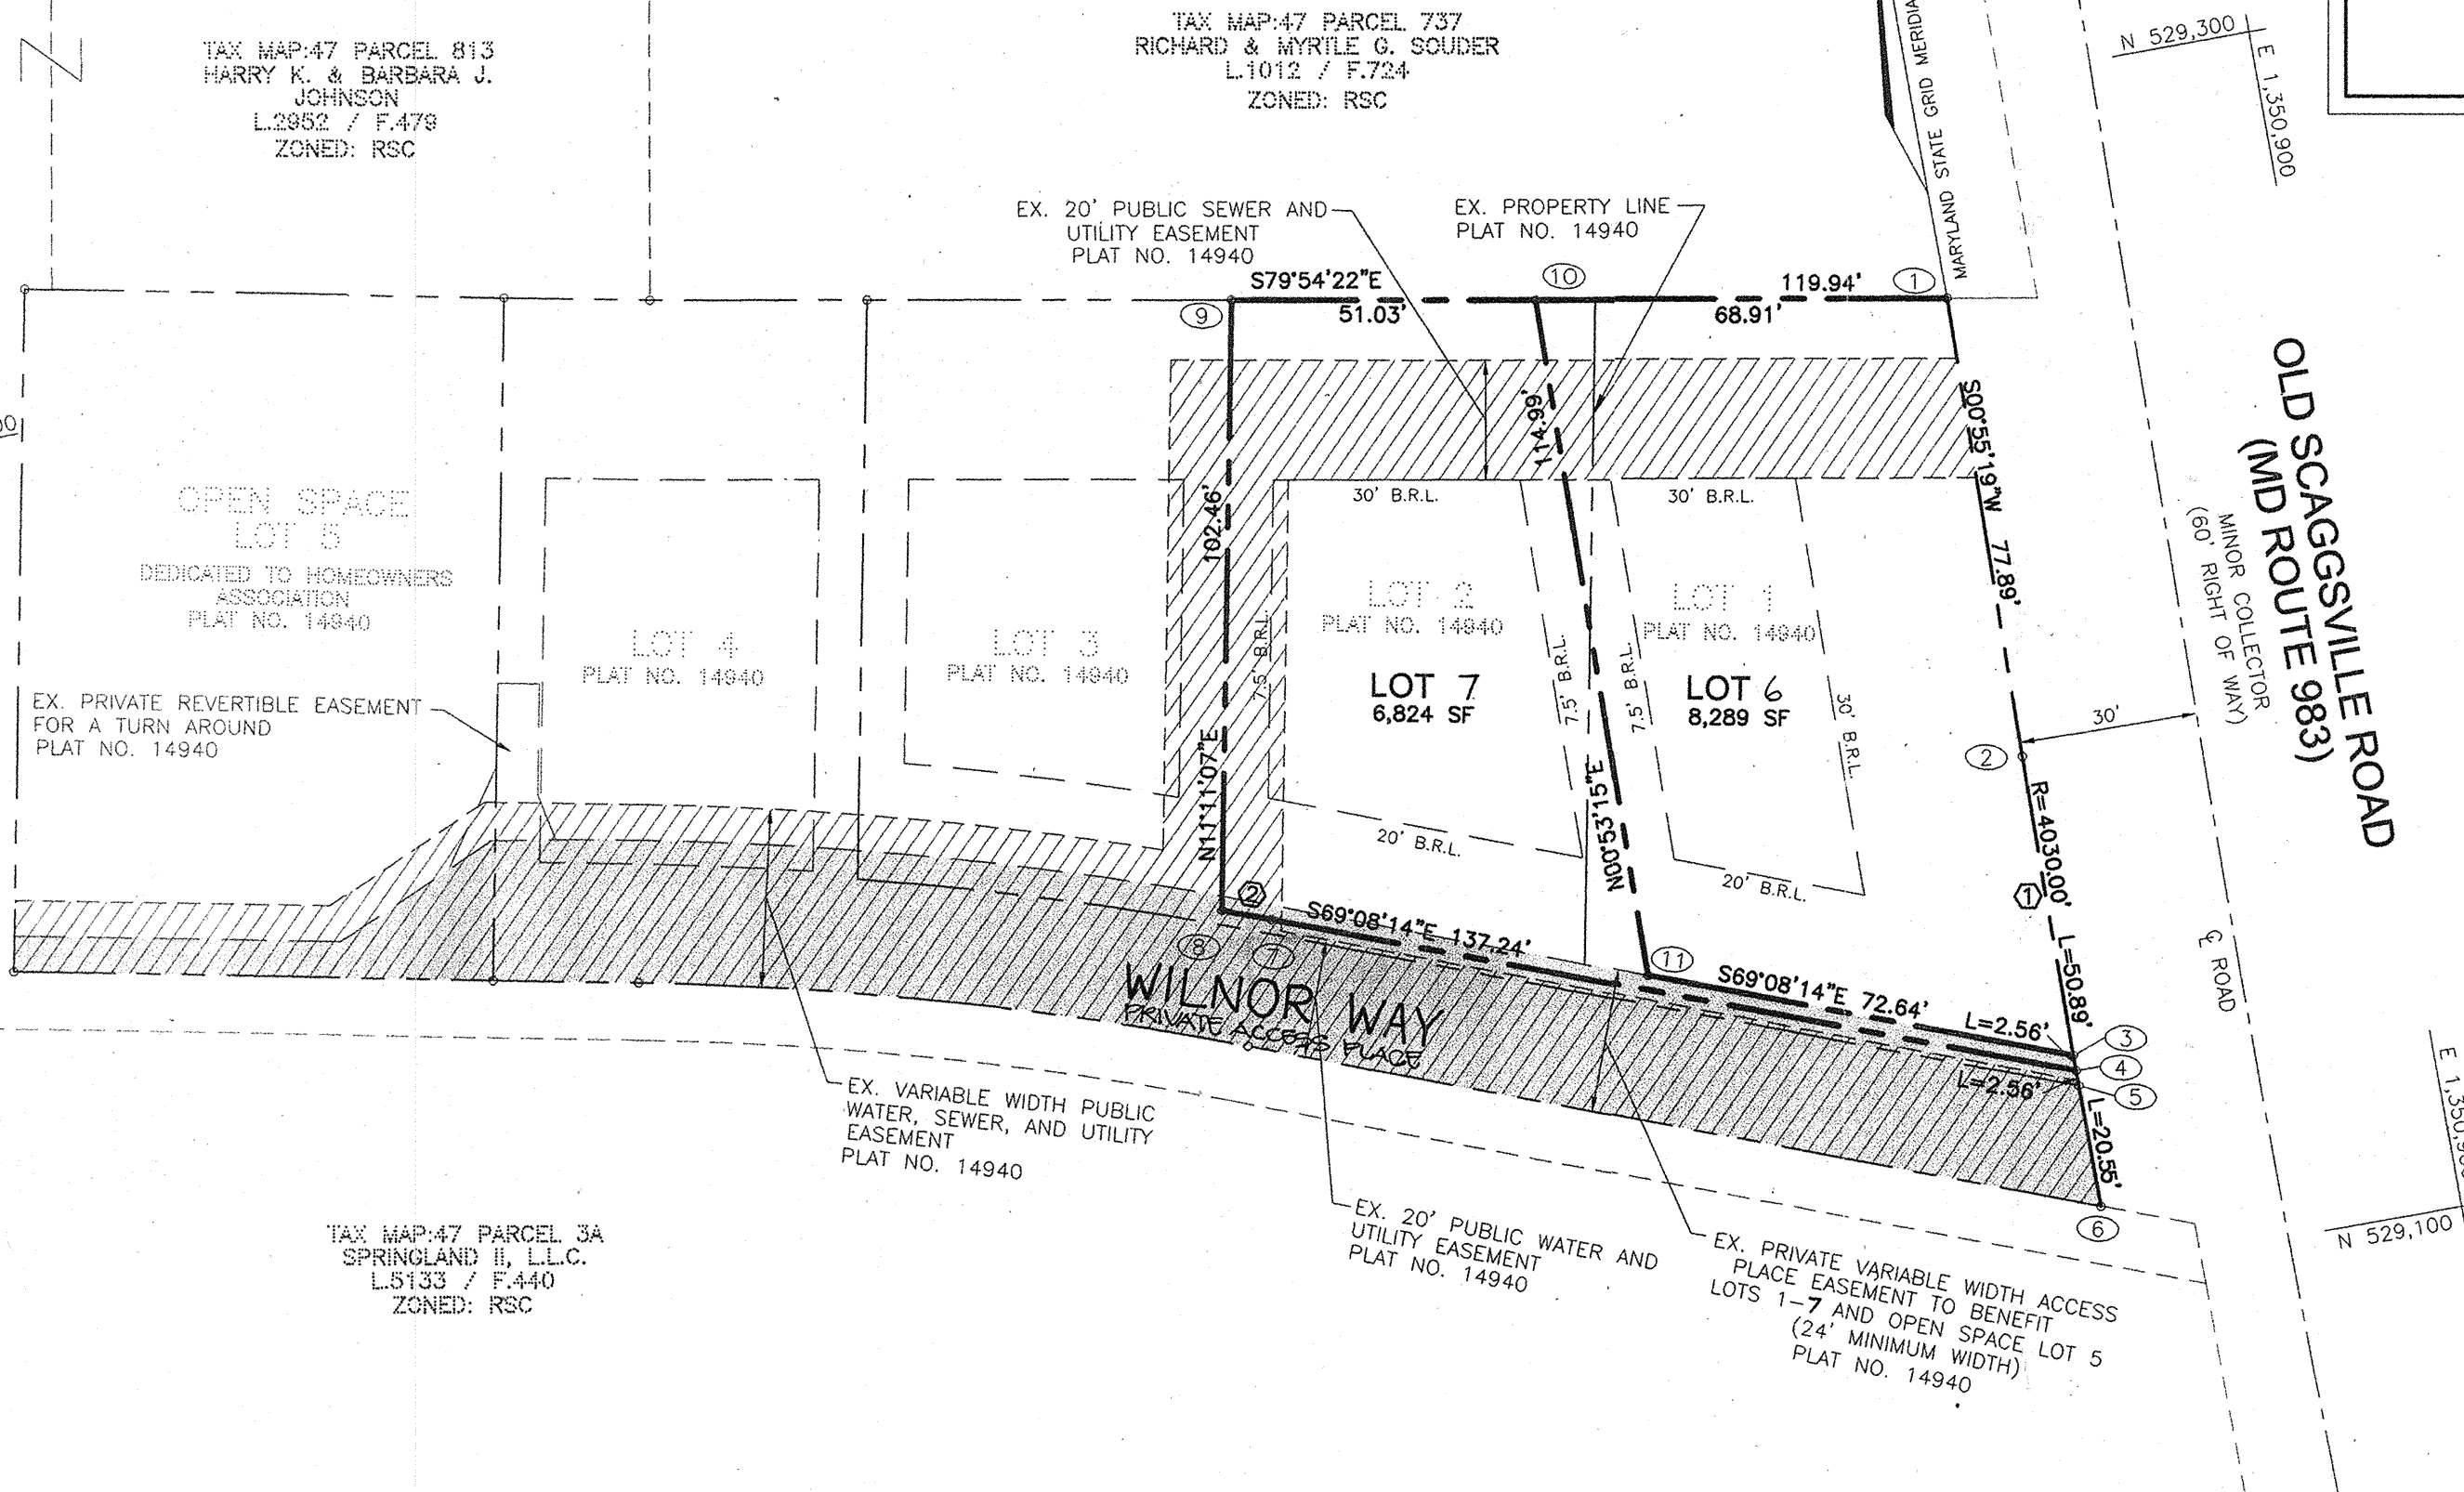 TAX MAP:47 PARCEL 813
HARRY K. & BARBARA J.
JOHNSON
L.2952 / F.479
ZONED: RSC
TAX MAP:47 PARCEL 737
RICHARD & MYRTLE G. SOUDER
L.1012 / F.724
ZONED: RSC
MARYLAND STATE GRID MERIDIA
N 529,300
E 1,350,900
EX. 20' PUBLIC SEWER AND
UTILITY EASEMENT
PLAT NO. 14940
EX. PROPERTY LINE
PLAT NO. 14940
S79°54'22"E
10
119.94'
1
9
51.03'
68.91'
114.99'
S00°55'19"W 77.89'
OLD SCAGGSVILLE ROAD
(MD ROUTE 983)
MINOR COLLECTOR
(60' RIGHT OF WAY)
OPEN SPACE
LOT 5
DEDICATED TO HOMEOWNERS
ASSOCIATION
PLAT NO. 14940
LOT 4
PLAT NO. 14940
LOT 3
PLAT NO. 14940
102.46'
N11°11'07"E
7.5' B.R.L.
30' B.R.L.
LOT 2
PLAT NO. 14940
LOT 7
6,824 SF
20' B.R.L.
7.5' B.R.L.
7.5' B.R.L.
N00°53'15"E
30' B.R.L.
LOT 1
PLAT NO. 14940
LOT 6
8,289 SF
30' B.R.L.
20' B.R.L.
30'
2
R=4030.00' L=50.89'
1
EX. PRIVATE REVERTIBLE EASEMENT
FOR A TURN AROUND
PLAT NO. 14940
2
S69°08'14"E 137.24'
8
7
11
S69°08'14"E 72.64'
L=2.56'
3
4
L=2.56'
5
L=20.55'
6
℄ ROAD
WILNOR WAY
PRIVATE ACCESS PLACE
EX. VARIABLE WIDTH PUBLIC
WATER, SEWER, AND UTILITY
EASEMENT
PLAT NO. 14940
EX. 20' PUBLIC WATER AND
UTILITY EASEMENT
PLAT NO. 14940
EX. PRIVATE VARIABLE WIDTH ACCESS
PLACE EASEMENT TO BENEFIT
LOTS 1-7 AND OPEN SPACE LOT 5
(24' MINIMUM WIDTH)
PLAT NO. 14940
TAX MAP:47 PARCEL 3A
SPRINGLAND II, L.L.C.
L.5133 / F.440
ZONED: RSC
N 529,100